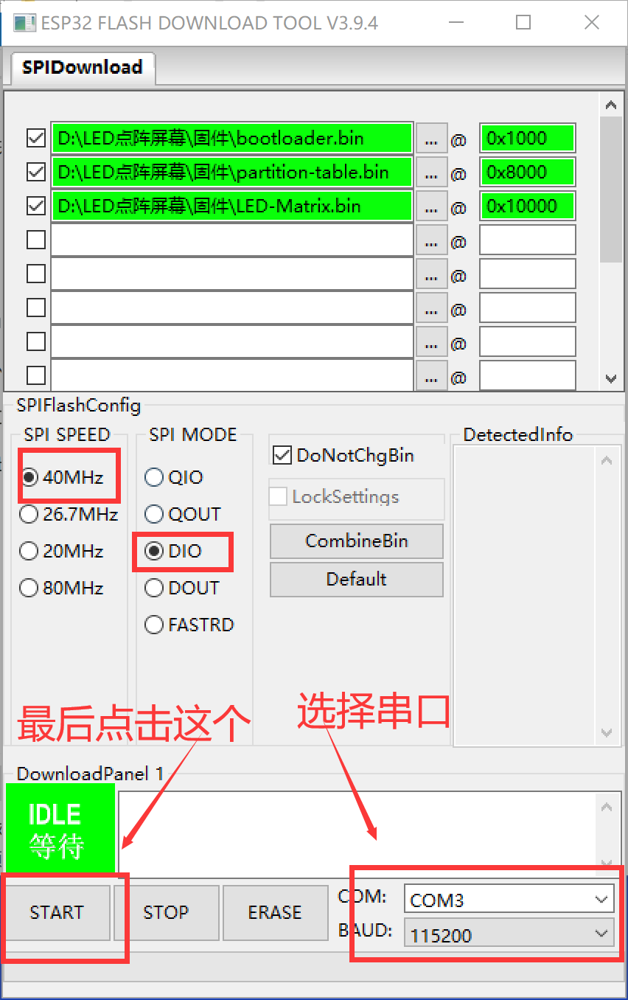 ESP32 FLASH DOWNLOAD TOOL V3.9.4
SPIDownload
D:\LED点阵屏幕\固件\bootloader.bin ... @ 0x1000
D:\LED点阵屏幕\固件\partition-table.bin ... @ 0x8000
D:\LED点阵屏幕\固件\LED-Matrix.bin ... @ 0x10000
... @
... @
... @
... @
... @
SPIFlashConfig
SPI SPEED
40MHz
26.7MHz
20MHz
80MHz
SPI MODE
QIO
QOUT
DIO
DOUT
FASTRD
DoNotChgBin
LockSettings
CombineBin
Default
DetectedInfo
最后点击这个
选择串口
DownloadPanel 1
IDLE
等待
START STOP ERASE
COM: COM3
BAUD: 115200